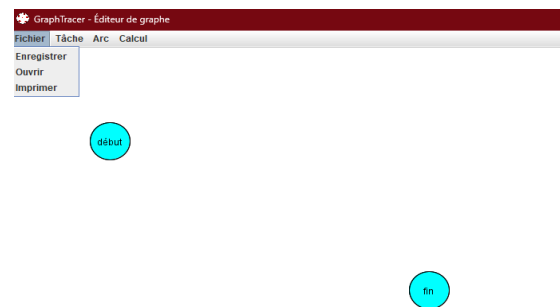 GraphTracer - Éditeur de graphe
Fichier Tâche Arc Calcul
Enregistrer
Ouvrir
Imprimer
début
fin